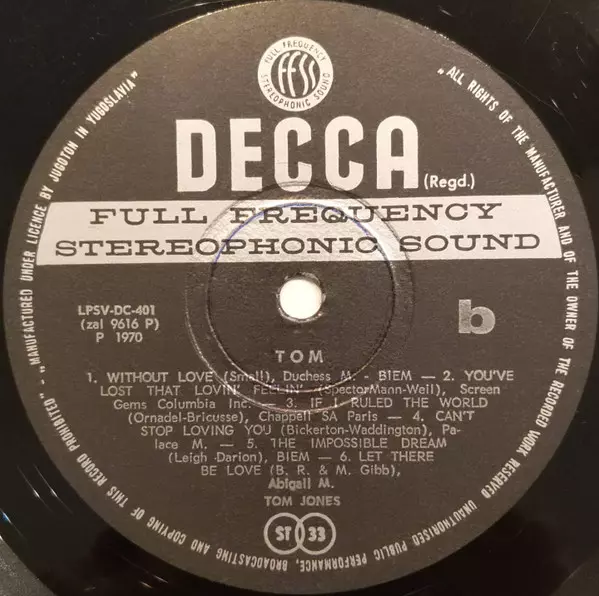 FULL FREQUENCY
FFSS
STEREOPHONIC SOUND
DECCA (Regd.)
FULL FREQUENCY
STEREOPHONIC SOUND
LPSV-DC-401
(zal 9616 P)
P 1970
b
TOM
1. WITHOUT LOVE (Small), Duchess M. - BIEM — 2. YOU'VE
LOST THAT LOVIN' FEELIN' (SpectorMann-Weil), Screen
Gems Columbia Inc. — 3. IF I RULED THE WORLD
(Ornadel-Bricusse), Chappell SA Paris — 4. CAN'T
STOP LOVING YOU (Bickerton-Waddington), Pa-
lace M. — 5. THE IMPOSSIBLE DREAM
(Leigh-Darion), BIEM — 6. LET THERE
BE LOVE (B. R. & M. Gibb),
Abigail M.
TOM JONES
ST 33
"MANUFACTURED UNDER LICENCE BY JUGOTON IN YUGOSLAVIA"
"ALL RIGHTS OF THE MANUFACTURER AND OF THE OWNER OF THE RECORDED WORK RESERVED UNAUTHORISED PUBLIC PERFORMANCE, BROADCASTING AND COPYING OF THIS RECORD PROHIBITED" -